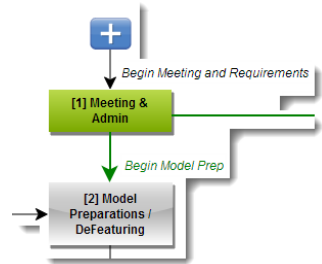 Begin Meeting and Requirements
[1] Meeting &
Admin
Begin Model Prep
[2] Model
Preparations /
DeFeaturing